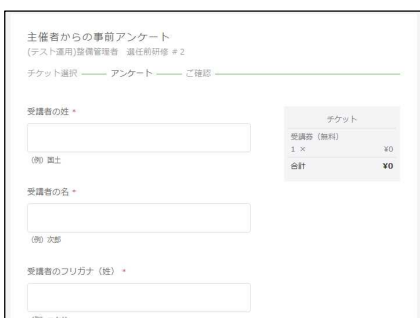 主催者からの事前アンケート
(テスト運用)整備管理者 選任前研修 #2
チケット選択 アンケート ご確認
受講者の姓 *
(例) 国土
受講者の名 *
(例) 次郎
受講者のフリガナ（姓） *
チケット
受講券（無料）
1 × ¥0
合計 ¥0